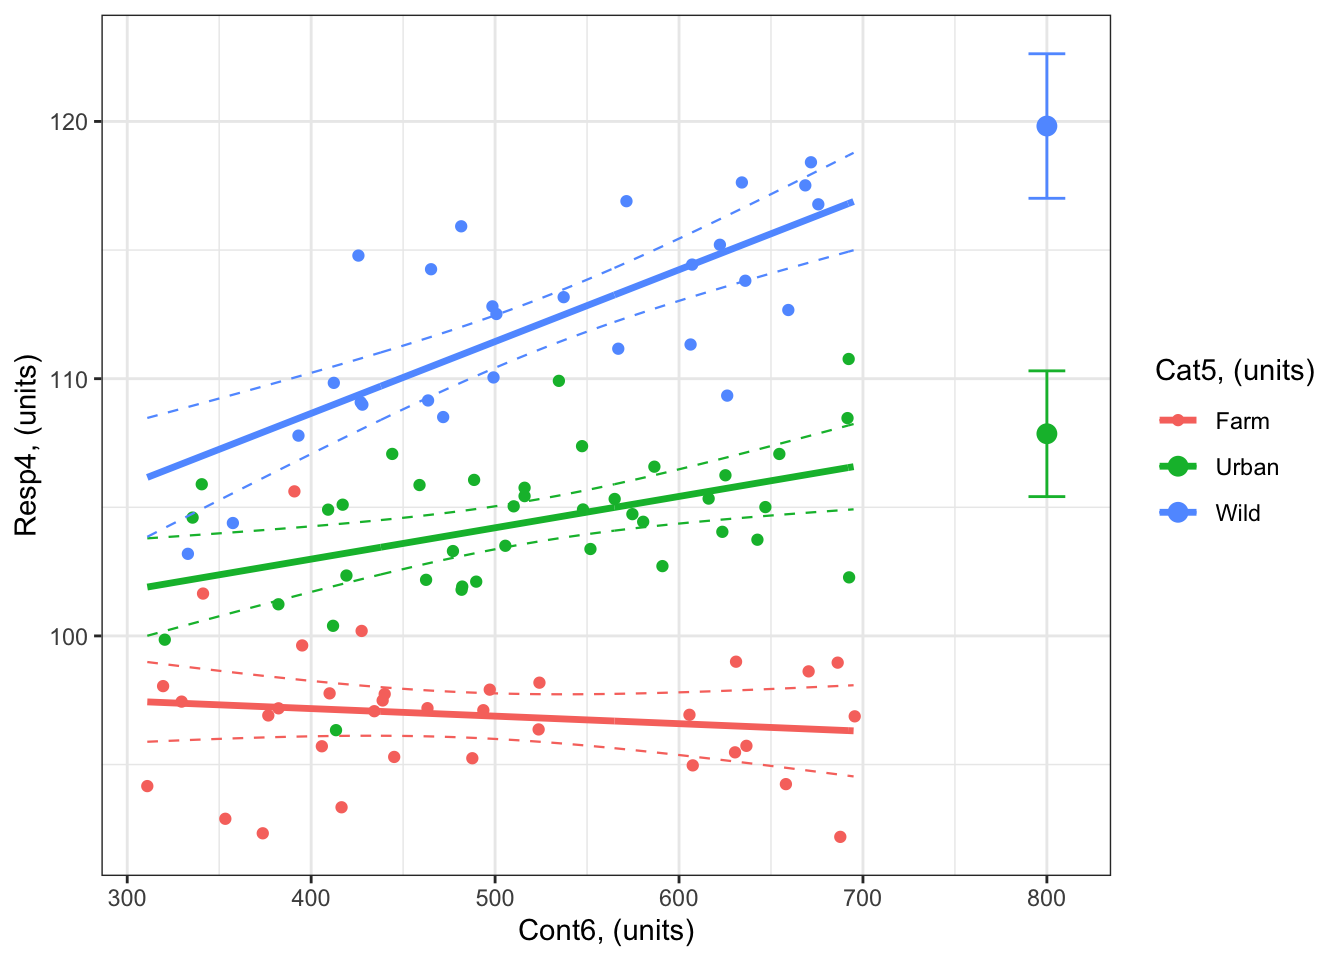 120
110
100
300 400 500 600 700 800
Cont6, (units)
Resp4, (units)
Cat5, (units)
Farm
Urban
Wild